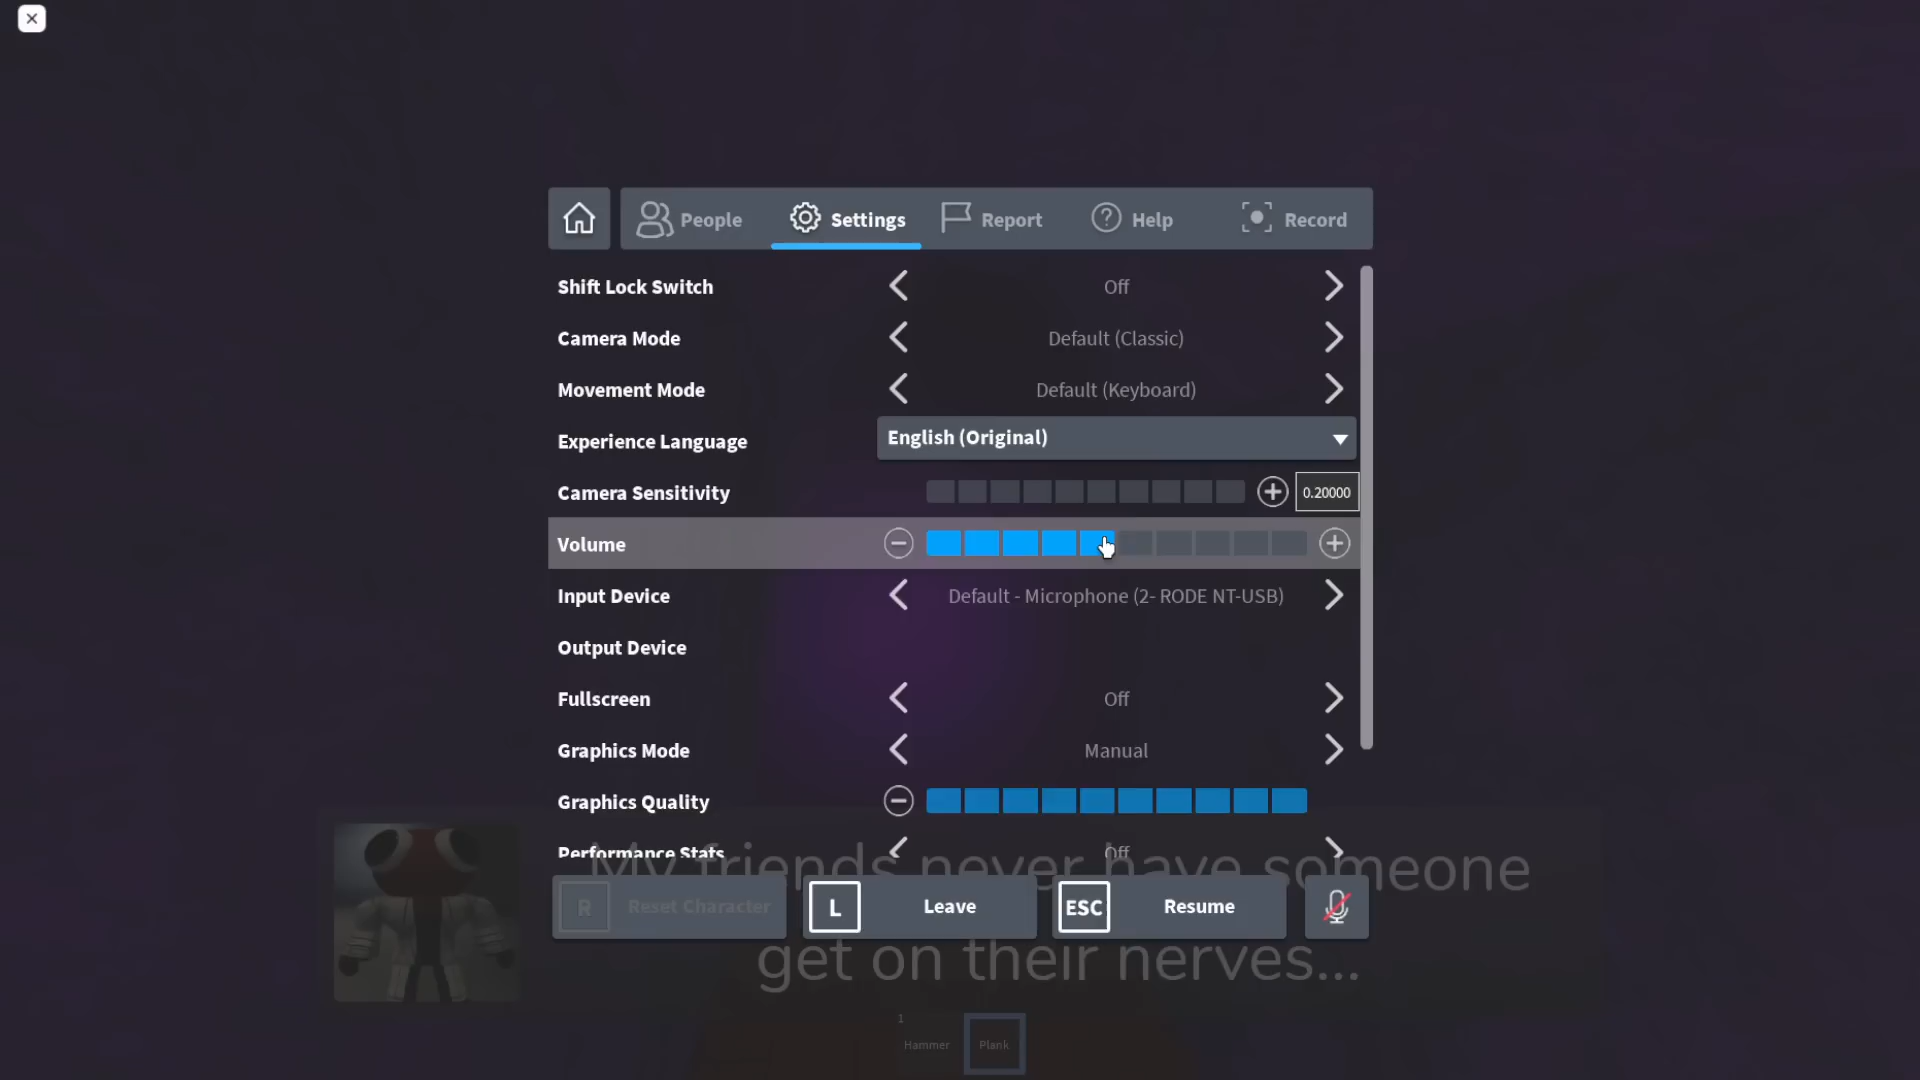 People Settings Report Help Record
Shift Lock Switch Off
Camera Mode Default (Classic)
Movement Mode Default (Keyboard)
Experience Language English (Original)
Camera Sensitivity 0.20000
Volume
Input Device Default - Microphone (2- RODE NT-USB)
Output Device
Fullscreen Off
Graphics Mode Manual
Graphics Quality
Performance Stats Off
My friends never have someone
R Reset Character L Leave ESC Resume
get on their nerves...
1
Hammer Plank